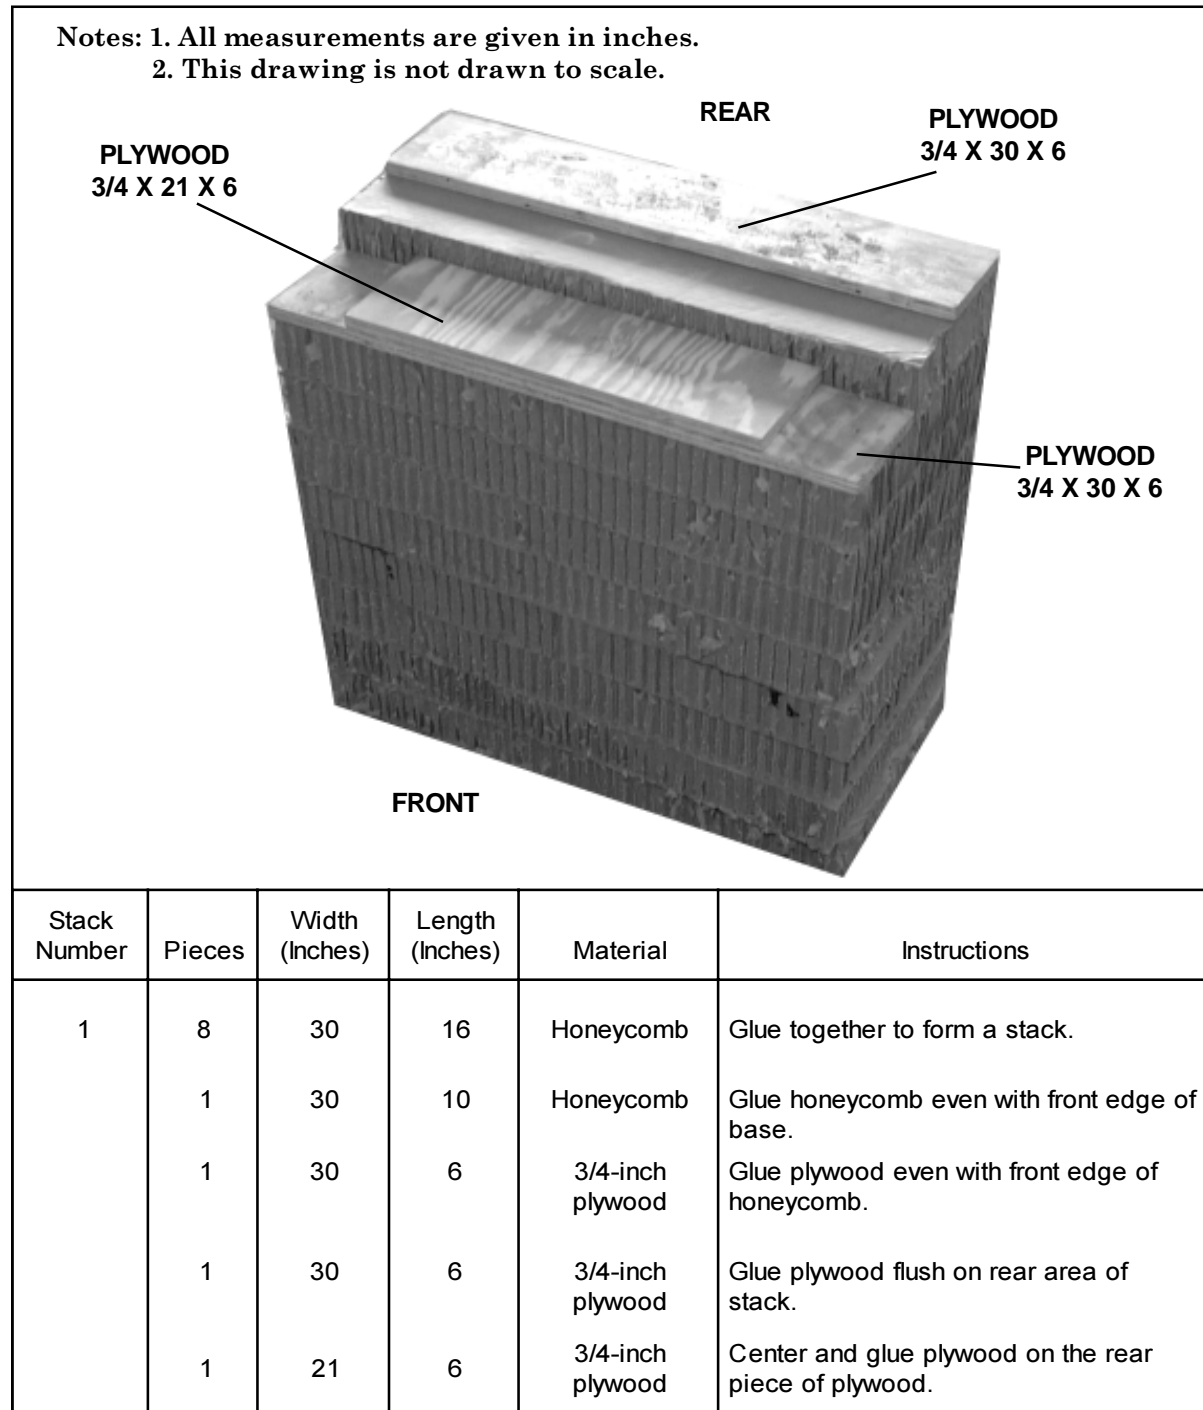 Notes: 1. All measurements are given in inches.
2. This drawing is not drawn to scale.
REAR
PLYWOOD
3/4 X 30 X 6
PLYWOOD
3/4 X 21 X 6
PLYWOOD
3/4 X 30 X 6
FRONT
Stack Number Pieces Width (Inches) Length (Inches) Material Instructions
1 8 30 16 Honeycomb Glue together to form a stack.
1 30 10 Honeycomb Glue honeycomb even with front edge of
base.
1 30 6 3/4-inch plywood Glue plywood even with front edge of
honeycomb.
1 30 6 3/4-inch plywood Glue plywood flush on rear area of
stack.
1 21 6 3/4-inch plywood Center and glue plywood on the rear
piece of plywood.